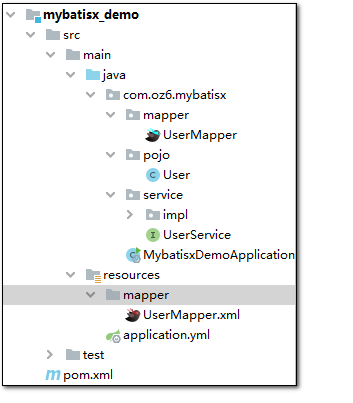 mybatisx_demo
src
main
java
com.oz6.mybatisx
mapper
UserMapper
pojo
User
service
impl
UserService
MybatisxDemoApplication
resources
mapper
UserMapper.xml
application.yml
test
pom.xml